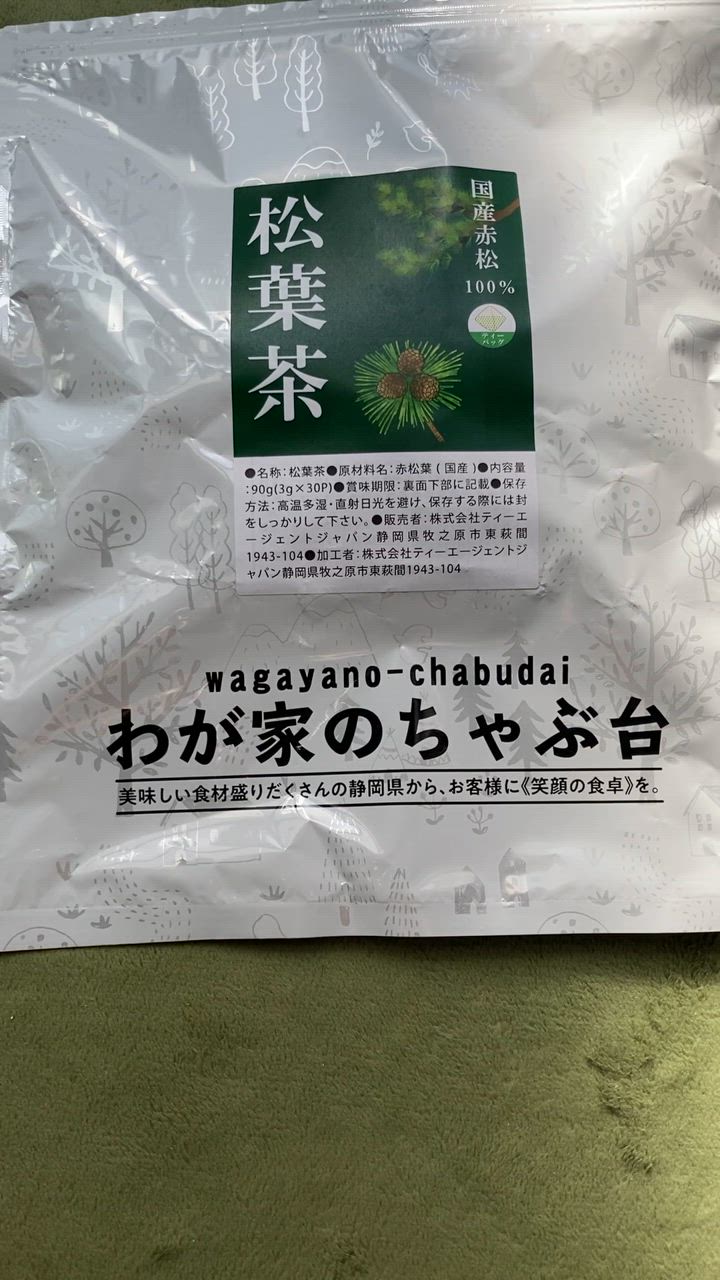 松葉茶
国産赤松
100%
ティー
バッグ
●名称:松葉茶●原材料名:赤松葉(国産)●内容量
:90g(3g×30P)●賞味期限:裏面下部に記載●保存
方法:高温多湿・直射日光を避け、保存する際には封
をしっかりして下さい。●販売者:株式会社ティーエ
ージェントジャパン静岡県牧之原市東萩間
1943-104●加工者:株式会社ティーエージェントジ
ャパン静岡県牧之原市東萩間1943-104
wagayano-chabudai
わが家のちゃぶ台
美味しい食材盛りだくさんの静岡県から、お客様に《笑顔の食卓》を。